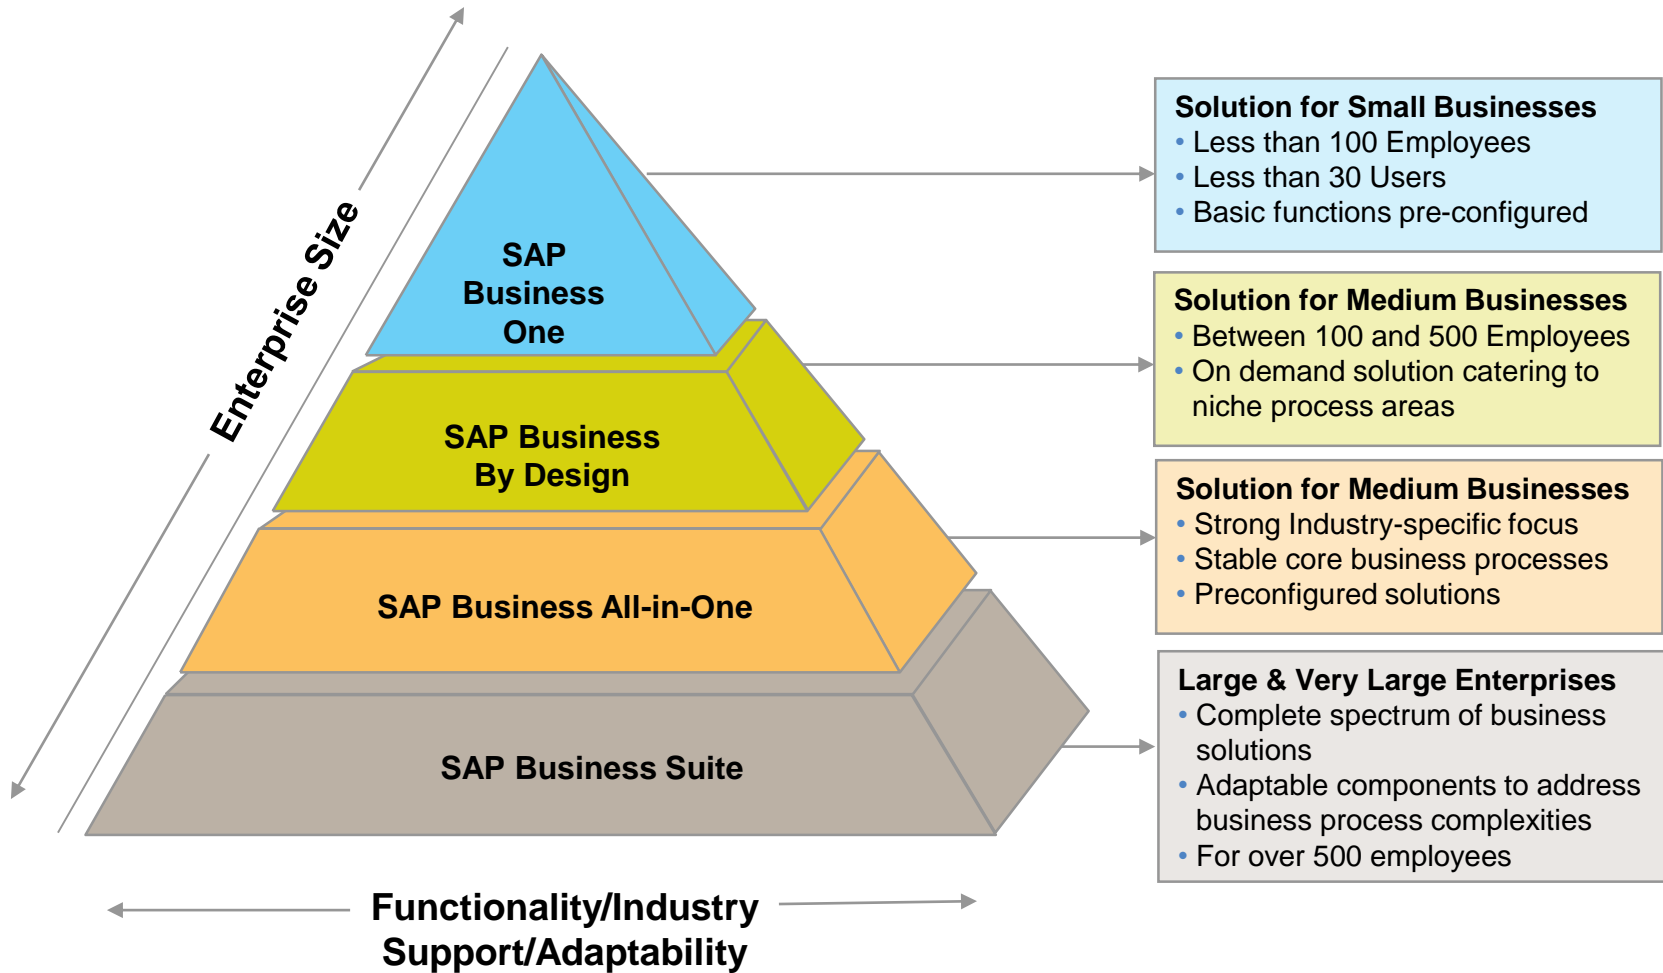 Enterprise Size
SAP
Business
One
SAP Business
By Design
SAP Business All-in-One
SAP Business Suite
Functionality/Industry
Support/Adaptability
Solution for Small Businesses
• Less than 100 Employees
• Less than 30 Users
• Basic functions pre-configured
Solution for Medium Businesses
• Between 100 and 500 Employees
• On demand solution catering to
niche process areas
Solution for Medium Businesses
• Strong Industry-specific focus
• Stable core business processes
• Preconfigured solutions
Large & Very Large Enterprises
• Complete spectrum of business
solutions
• Adaptable components to address
business process complexities
• For over 500 employees